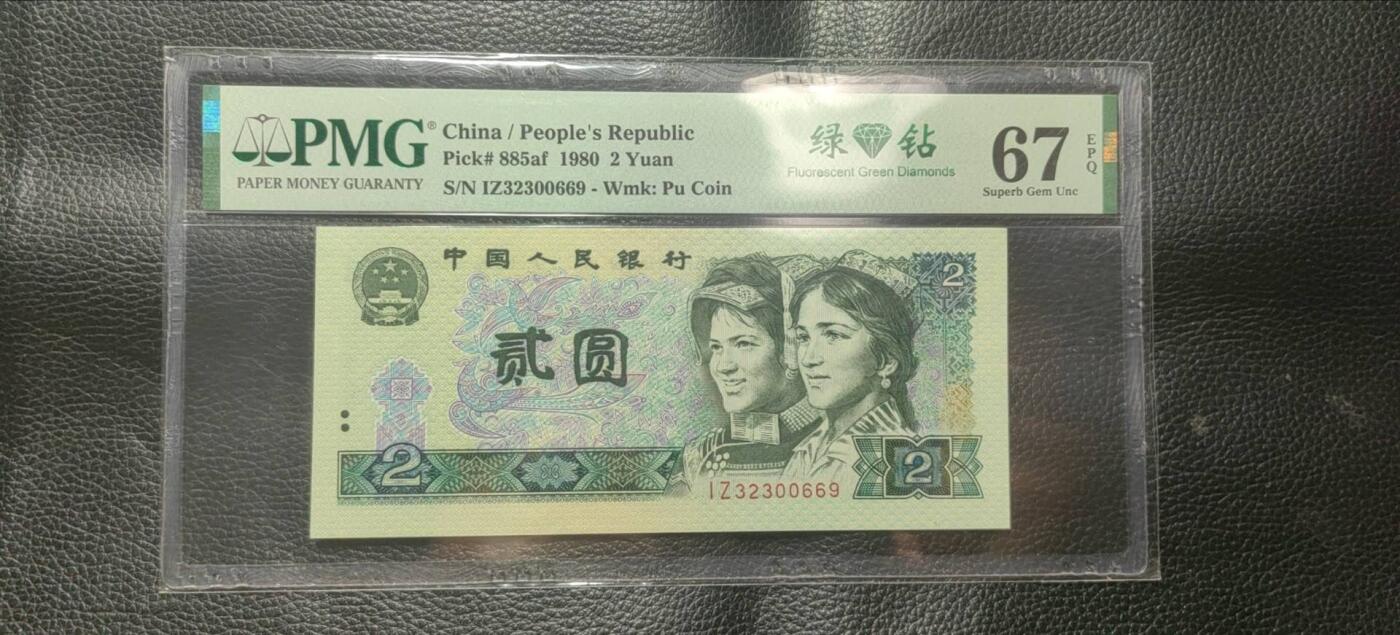 PMG®
PAPER MONEY GUARANTY
China / People's Republic
Pick# 885af 1980 2 Yuan
S/N IZ32300669 - Wmk: Pu Coin
绿 钻
Fluorescent Green Diamonds
67
EPQ
Superb Gem Unc
中国人民银行
2
贰圆
2
IZ32300669
2